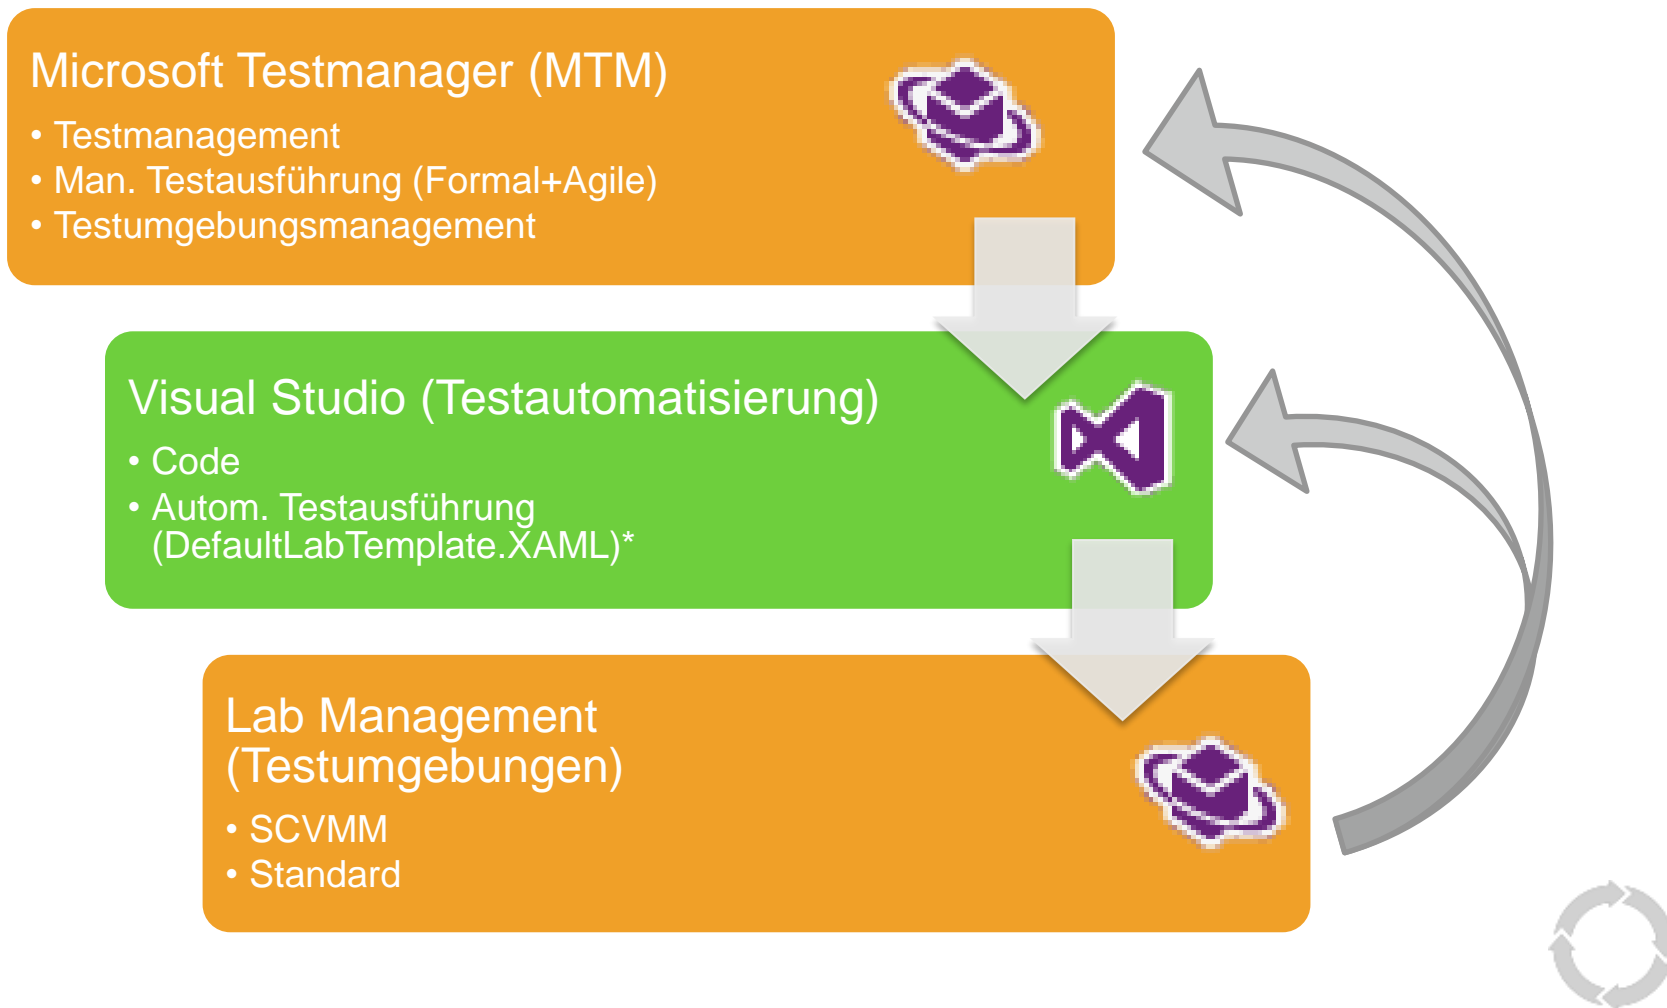 Microsoft Testmanager (MTM)
• Testmanagement
• Man. Testausführung (Formal+Agile)
• Testumgebungsmanagement
Visual Studio (Testautomatisierung)
• Code
• Autom. Testausführung
(DefaultLabTemplate.XAML)*
Lab Management
(Testumgebungen)
• SCVMM
• Standard